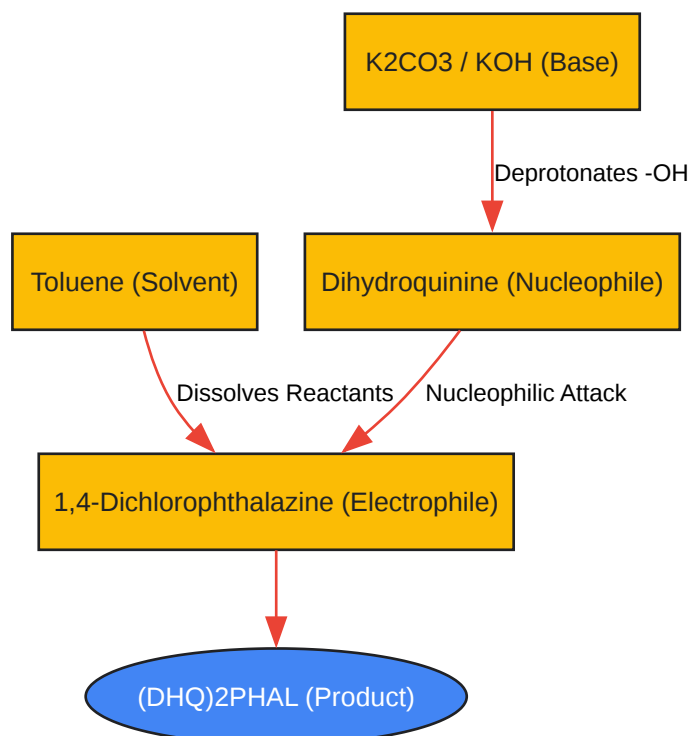 K2CO3 / KOH (Base)
Deprotonates -OH
Toluene (Solvent)
Dihydroquinine (Nucleophile)
Dissolves Reactants
Nucleophilic Attack
1,4-Dichlorophthalazine (Electrophile)
(DHQ)2PHAL (Product)